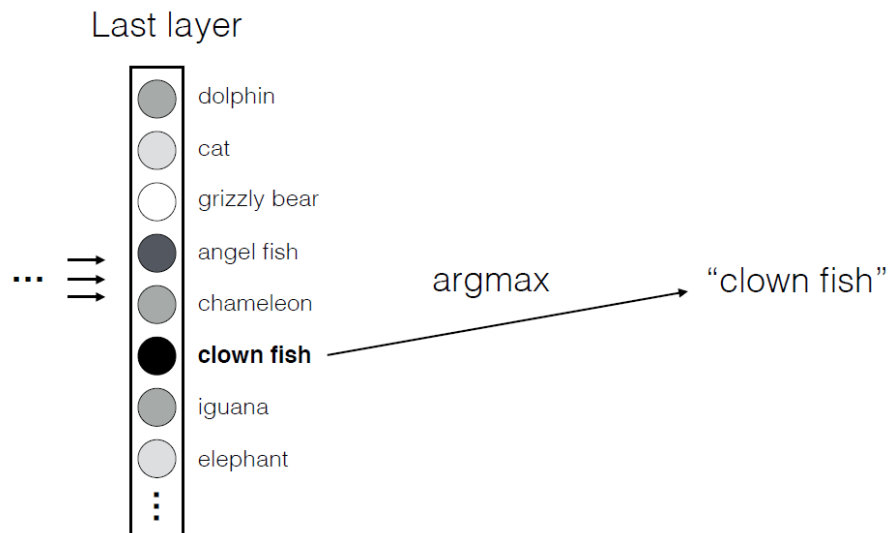 Last layer
dolphin
cat
grizzly bear
angel fish
... argmax “clown fish”
chameleon
clown fish
iguana
elephant
⋮